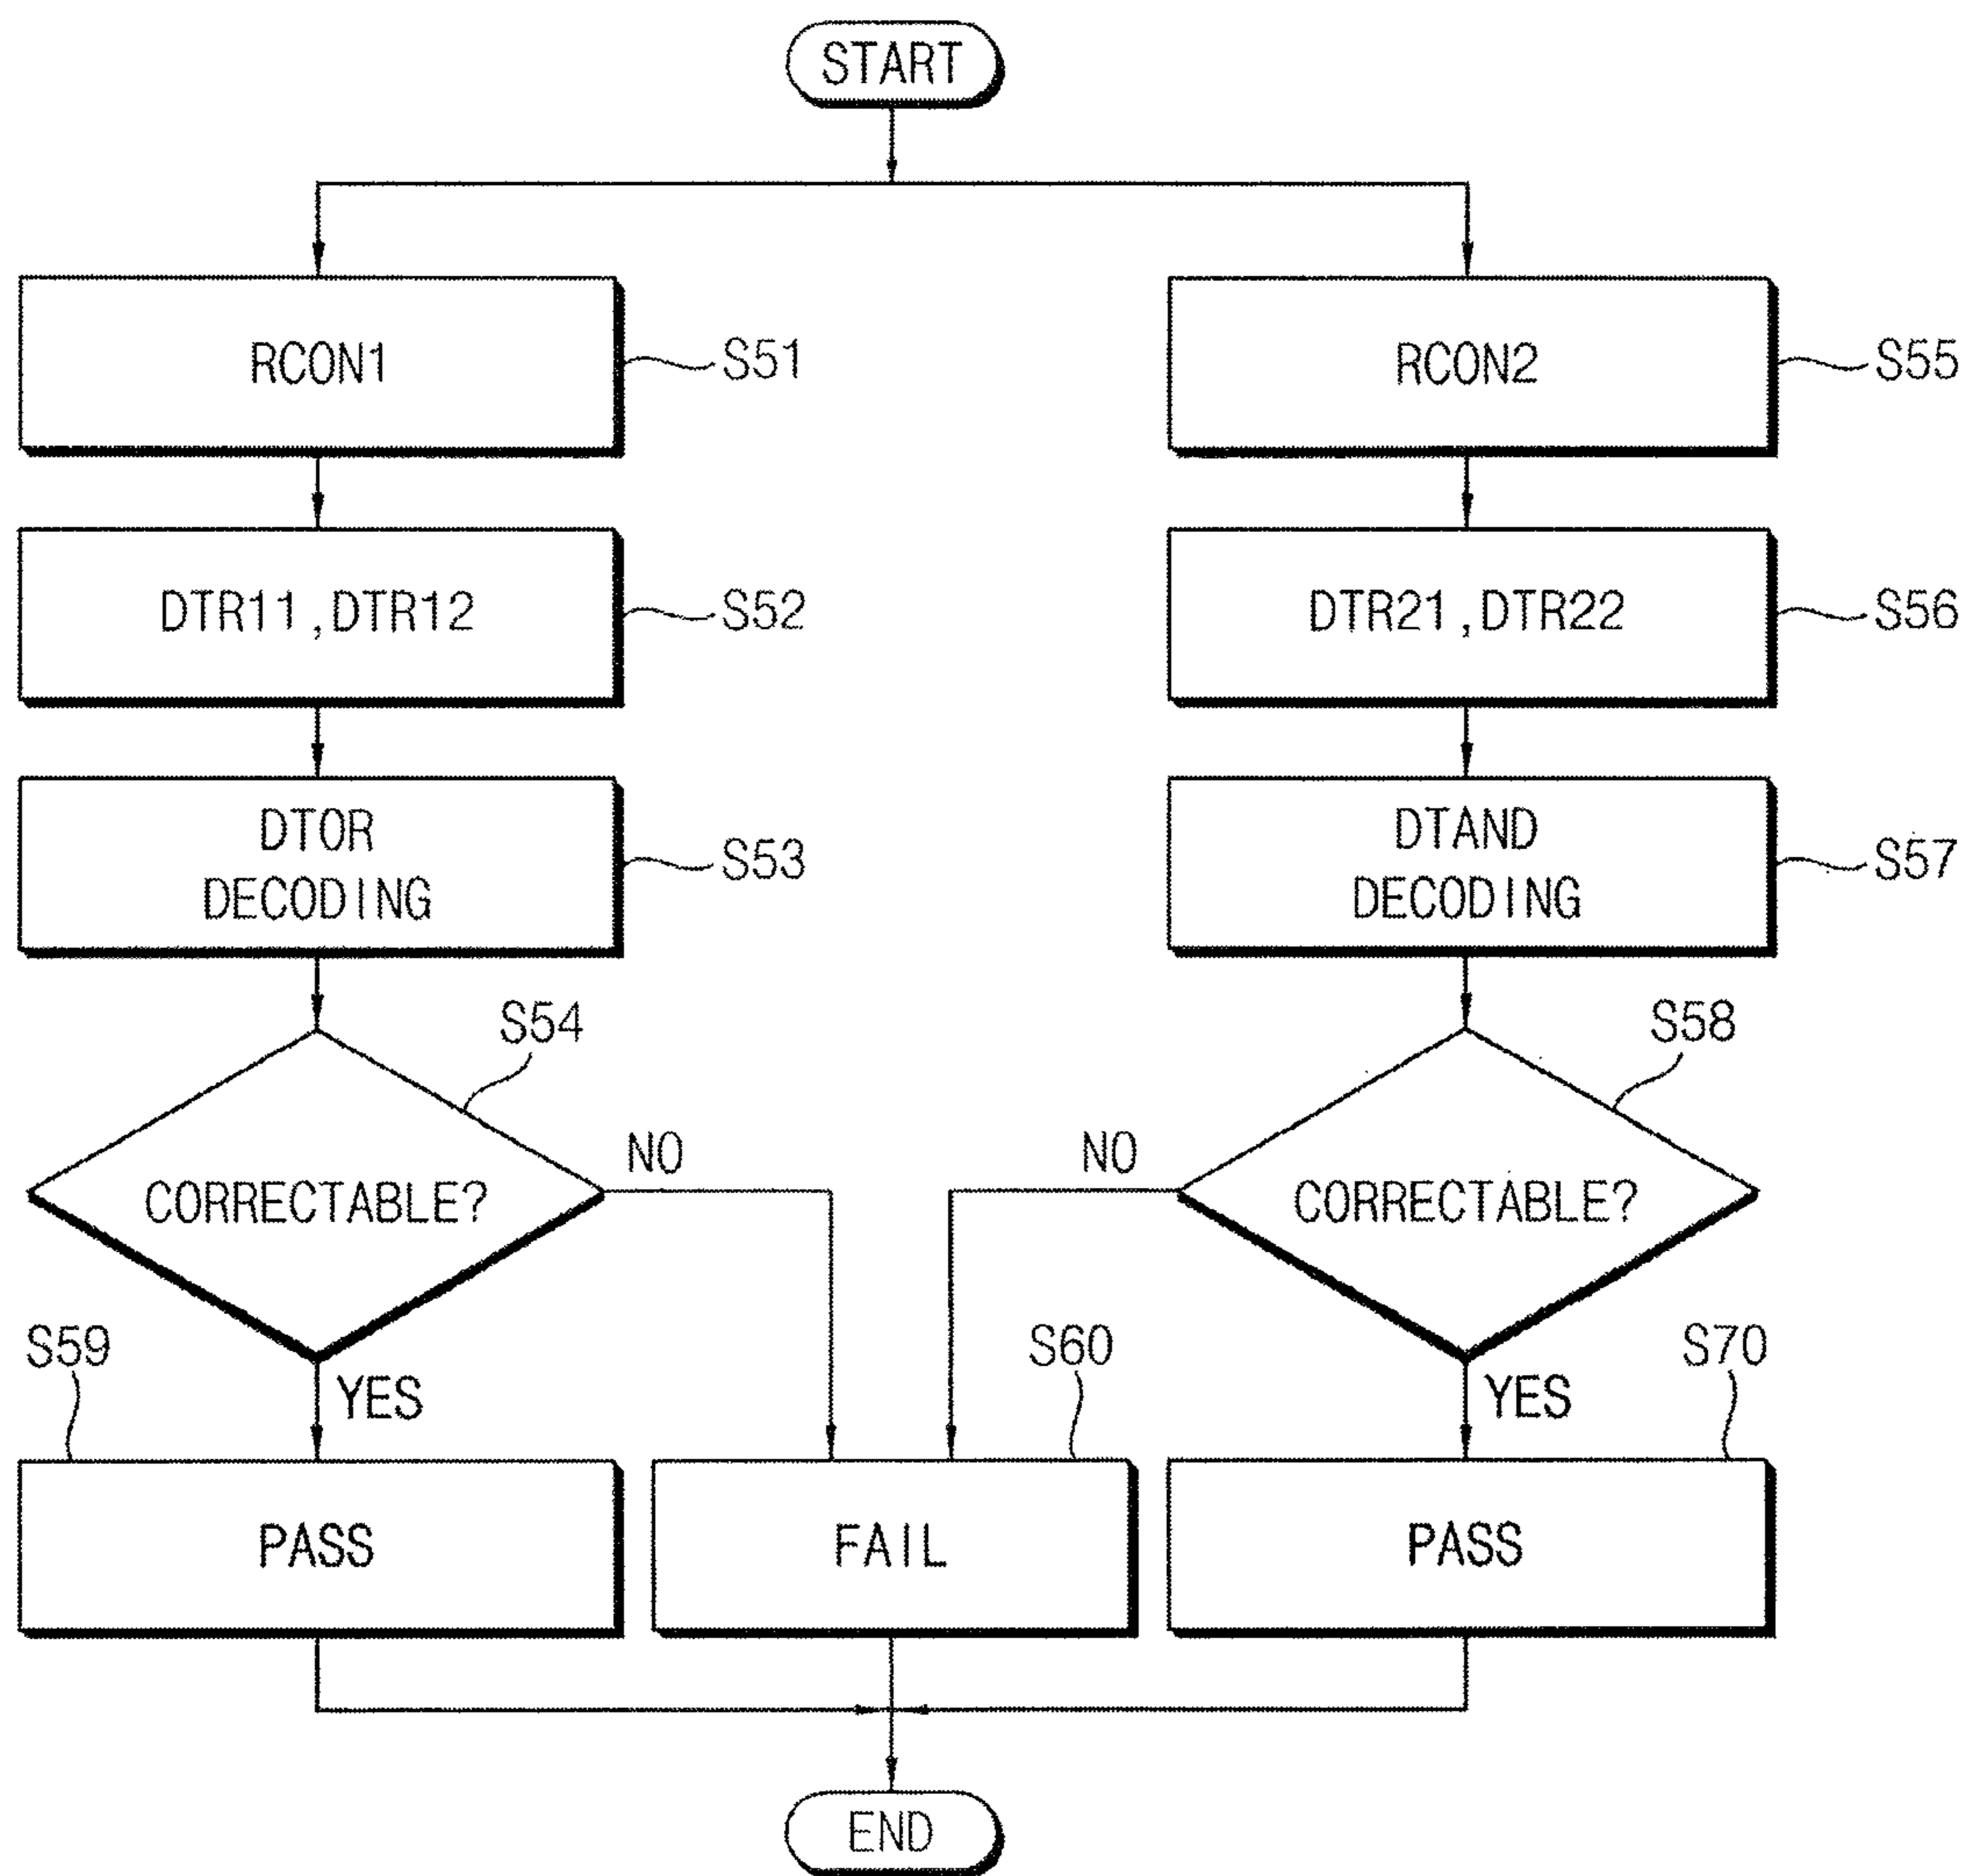 START
RCON1
S51
RCON2
S55
DTR11,DTR12
S52
DTR21,DTR22
S56
DTOR
DECODING
S53
DTAND
DECODING
S57
S54
S58
CORRECTABLE?
NO
NO
CORRECTABLE?
S59
YES
S60
YES
S70
PASS
FAIL
PASS
END